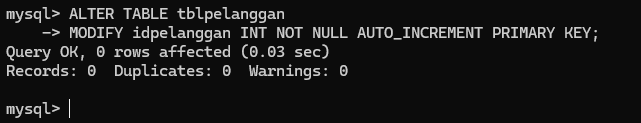 mysql> ALTER TABLE tblpelanggan
    -> MODIFY idpelanggan INT NOT NULL AUTO_INCREMENT PRIMARY KEY;
Query OK, 0 rows affected (0.03 sec)
Records: 0  Duplicates: 0  Warnings: 0

mysql>